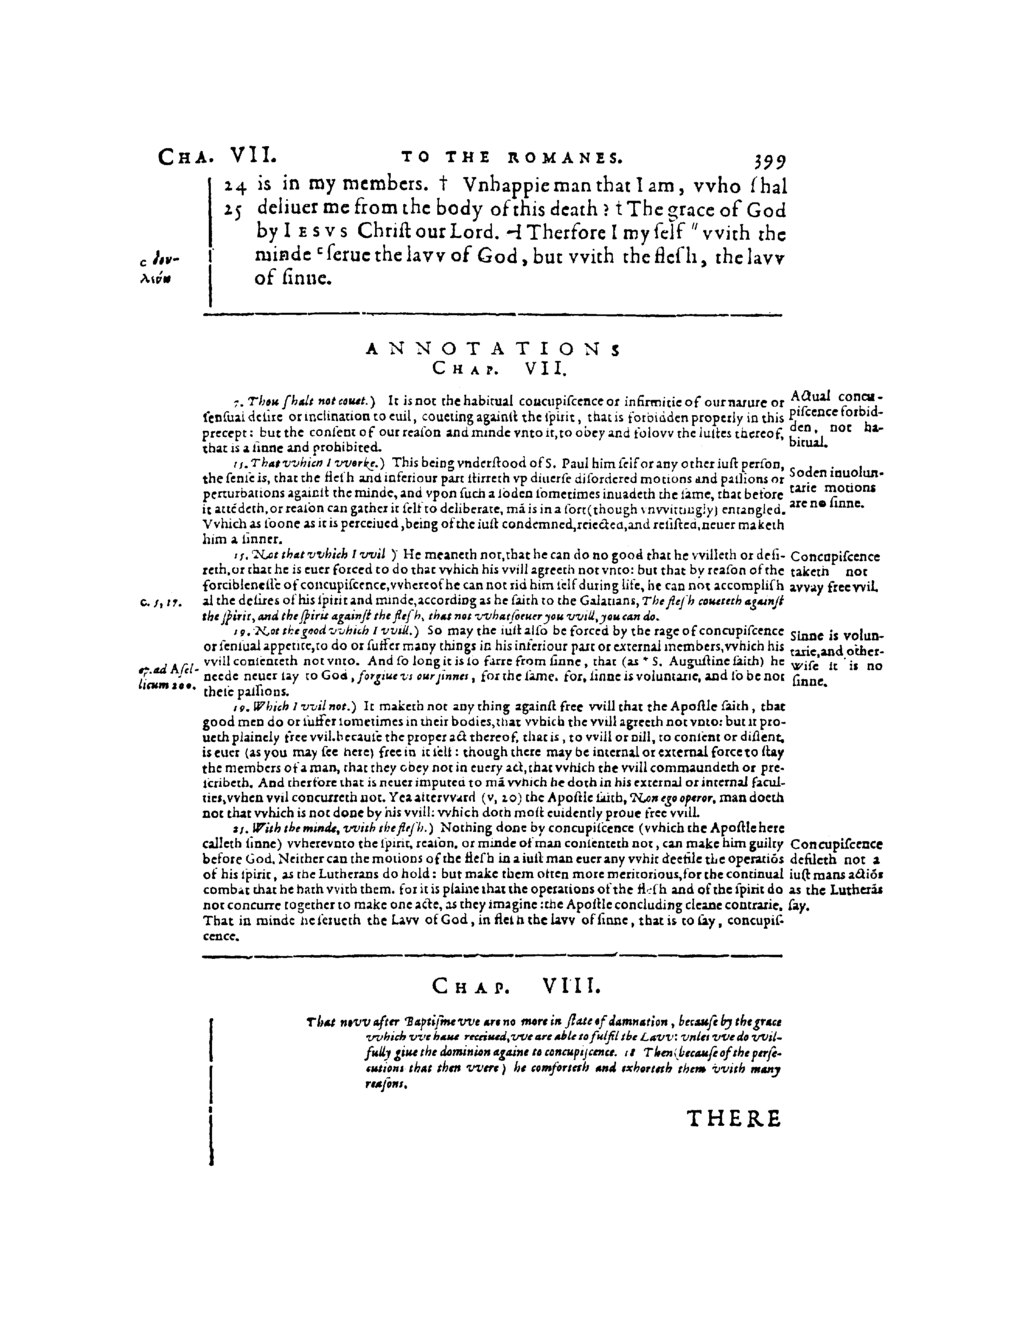 CHA. VII. TO THE ROMANES. 399
24 is in my members. † Vnhappie man that I am, vvho ſhal
25 deliuer me from the body of this death? † The grace of God
by IESVS Chriſt our Lord. ⊣ Therfore I my ſelf " vvith the
minde ᶜ ſerue the lavv of God, but vvith the fleſh, the lavv
of ſinne.
c δου-
λεύω
ANNOTATIONS
CHAP. VII.
7. Thou ſhalt not couet.) It is not the habitual concupiſcence or infirmitie of our nature or
ſenſual deſire or inclination to euil, coueting againſt the ſpirit, that is forbidden properly in this
precept: but the conſent of our reaſon and minde vnto it, to obey and folovv the luſtes thereof,
that is a ſinne and prohibited.
Actual concu-
piſcence forbid-
den, not ha-
bitual.
15. That vvhich I vvorke.) This being vnderſtood of S. Paul him ſelf or any other iuſt perſon,
the ſenſe is, that the fleſh and inferiour part ſtirreth vp diuerſe diſordered motions and paſſions or
perturbations againſt the minde, and vpon ſuch a ſoden ſometimes inuadeth the ſame, that before
it attēdeth, or reaſon can gather it ſelf to deliberate, mā is in a ſort (though vnvvittingly) entangled.
Vvhich as ſoone as it is perceiued, being of the iuſt condemned, reiected, and reſiſted, neuer maketh
him a ſinner.
Soden inuolun-
tarie motions
are no ſinne.
15. Not that vvhich I vvil) He meaneth not, that he can do no good that he vvilleth or deſi-
reth, or that he is euer forced to do that vvhich his vvill agreeth not vnto: but that by reaſon of the
forcibleneſſe of concupiſcence, vvhereof he can not rid him ſelf during life, he can not accompliſh
al the deſires of his ſpirit and minde, according as he ſaith to the Galatians, The fleſh coueteth againſt
the ſpirit, and the ſpirit againſt the fleſh, that not vvhatſoeuer you vvill, you can do.
Concupiſcence
taketh not
avvay freevvil.
C. 5, 17.
19. Not the good vvhich I vvill.) So may the iuſt alſo be forced by the rage of concupiſcence
or ſenſual appetite, to do or ſuffer many things in his inferiour part or external members, vvhich his
vvill conſenteth not vnto. And ſo long it is ſo farre from ſinne, that (as * S. Auguſtine ſaith) he
neede neuer ſay to God, forgiue vs our ſinnes, for the ſame. for, ſinne is voluntarie, and ſo be not
theſe paſſions.
Sinne is volun-
tarie, and other-
wiſe it is no
ſinne.
ep. ad Aſel-
licum 200.
19. Which I vvil not.) It maketh not any thing againſt free vvill that the Apoſtle ſaith, that
good men do or ſuffer ſometimes in their bodies, that vvhich the vvill agreeth not vnto: but it pro-
ueth plainely free vvil. becauſe the proper act thereof, that is, to vvill or nill, to conſent or diſſent,
is euer (as you may ſee here) free in it ſelf: though there may be internal or external force to ſtay
the members of a man, that they obey not in euery act, that vvhich the vvill commaundeth or pre-
ſcribeth. And therfore that is neuer imputed to mā vvhich he doth in his external or internal facul-
ties, vvhen vvil concurreth not. Yea aftervvard (v, 20) the Apoſtle ſaith, Non ego operor, man doeth
not that vvhich is not done by his vvill: vvhich doth moſt euidently proue free vvill.
25. With the minde, vvith the fleſh.) Nothing done by concupiſcence (vvhich the Apoſtle here
calleth ſinne) vvherevnto the ſpirit, reaſon, or minde of man conſenteth not, can make him guilty
before God. Neither can the motions of the fleſh in a iuſt man euer any vvhit defile the operatiōs
of his ſpirit, as the Lutherans do hold: but make them often more meritorious, for the continual
combat that he hath vvith them. for it is plaine that the operations of the fleſh and of the ſpirit do
not concurre together to make one acte, as they imagine: the Apoſtle concluding cleane contrarie,
That in minde he ſerueth the Lavv of God, in fleſh the lavv of ſinne, that is to ſay, concupiſ-
cence.
Concupiſcence
defileth not a
iuſt mans actiōs
as the Lutherās
ſay.
CHAP. VIII.
That novv after Baptiſme vve are no more in ſtate of damnation, becauſe by the grace
vvhich vve haue receiued, vve are able to fulfil the Lavv: vnles vve do vvil-
fully giue the dominion againe to concupiſcence. 18 Then (becauſe of the perſe-
cutions that then vvere) he comforteth and exhorteth them vvith many
reaſons.
THERE